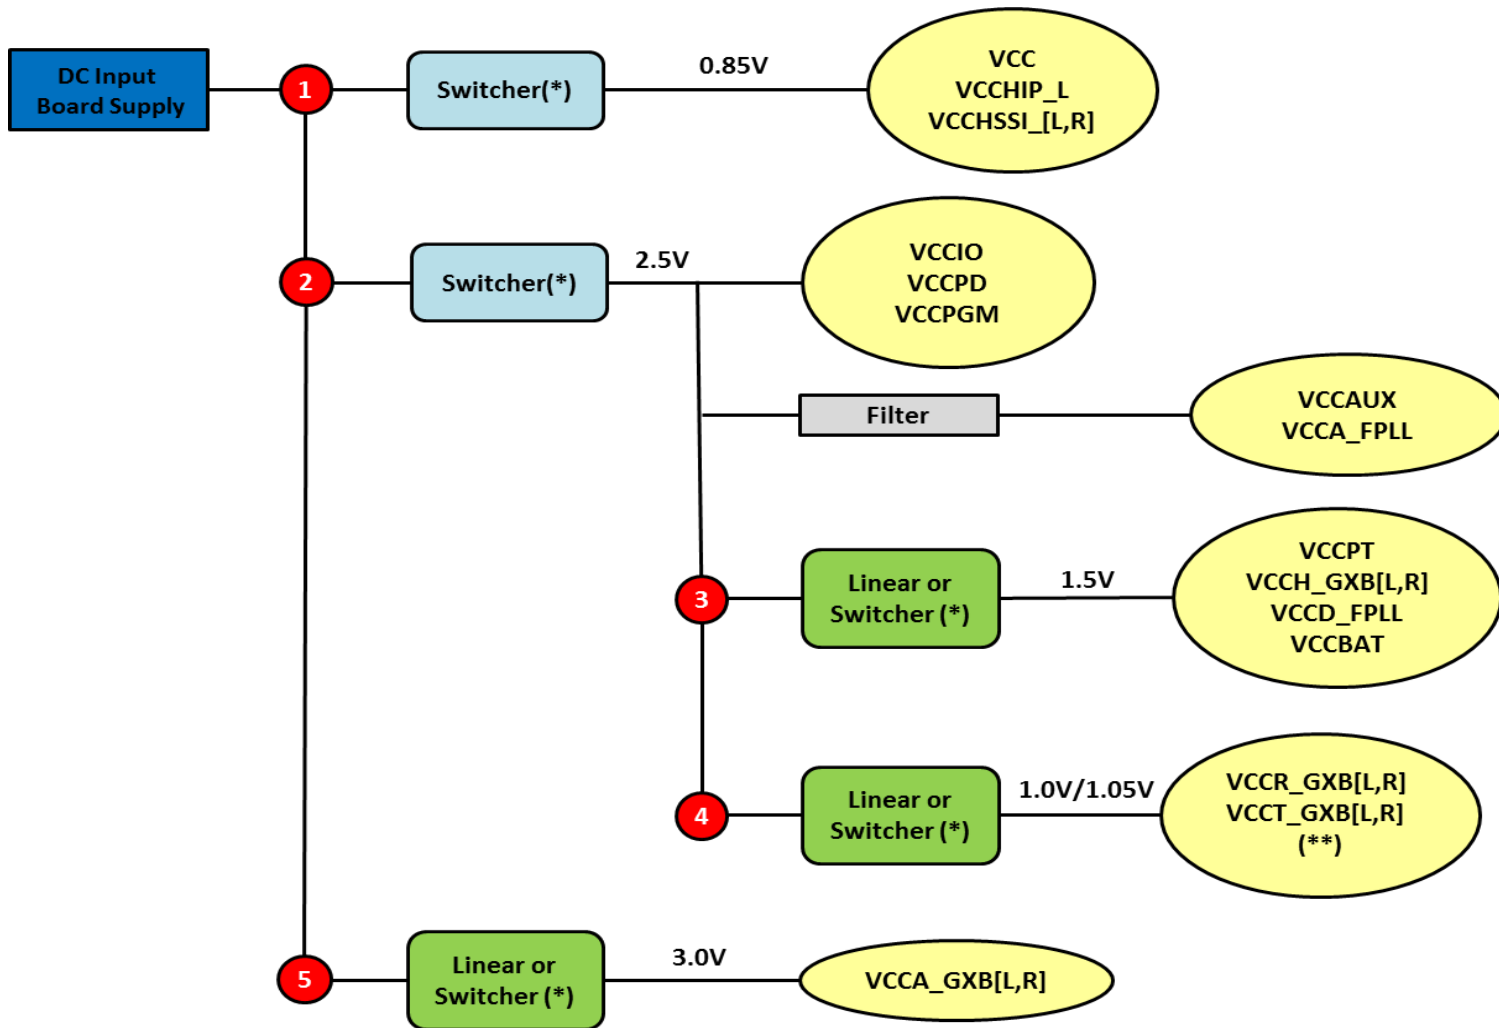 DC Input
Board Supply
1
Switcher(*)
0.85V
VCC
VCCHIP_L
VCCHSSI_[L,R]
2
Switcher(*)
2.5V
VCCIO
VCCPD
VCCPGM
Filter
VCCAUX
VCCA_FPLL
3
Linear or
Switcher (*)
1.5V
VCCPT
VCCH_GXB[L,R]
VCCD_FPLL
VCCBAT
4
Linear or
Switcher (*)
1.0V/1.05V
VCCR_GXB[L,R]
VCCT_GXB[L,R]
(**)
5
Linear or
Switcher (*)
3.0V
VCCA_GXB[L,R]